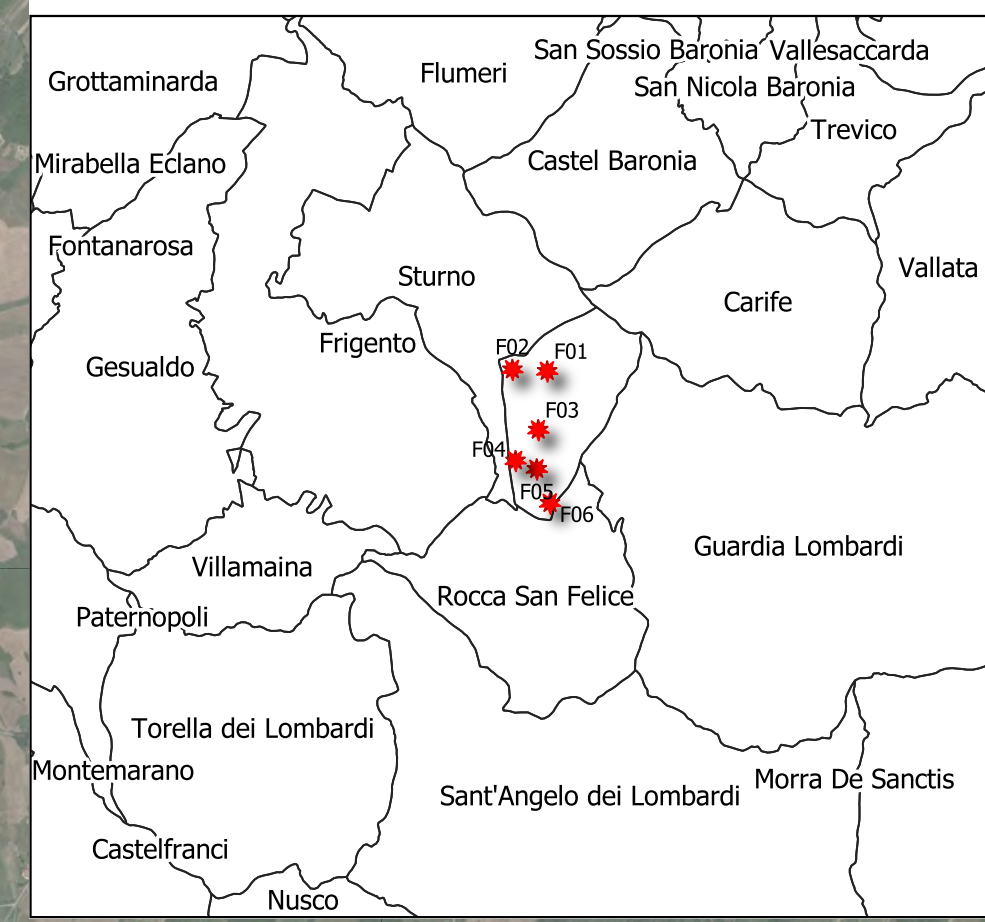 San Sossio Baronia
Vallesaccarda
Flumeri
Grottaminarda
San Nicola Baronia
Trevico
Mirabella Eclano
Castel Baronia
Fontanarosa
Vallata
Sturno
Carife
Frigento
F02
F01
Gesualdo
F03
F04
F05
F06
Guardia Lombardi
Villamaina
Rocca San Felice
Paternopoli
Torella dei Lombardi
Montemarano
Morra De Sanctis
Sant'Angelo dei Lombardi
Castelfranci
Nusco